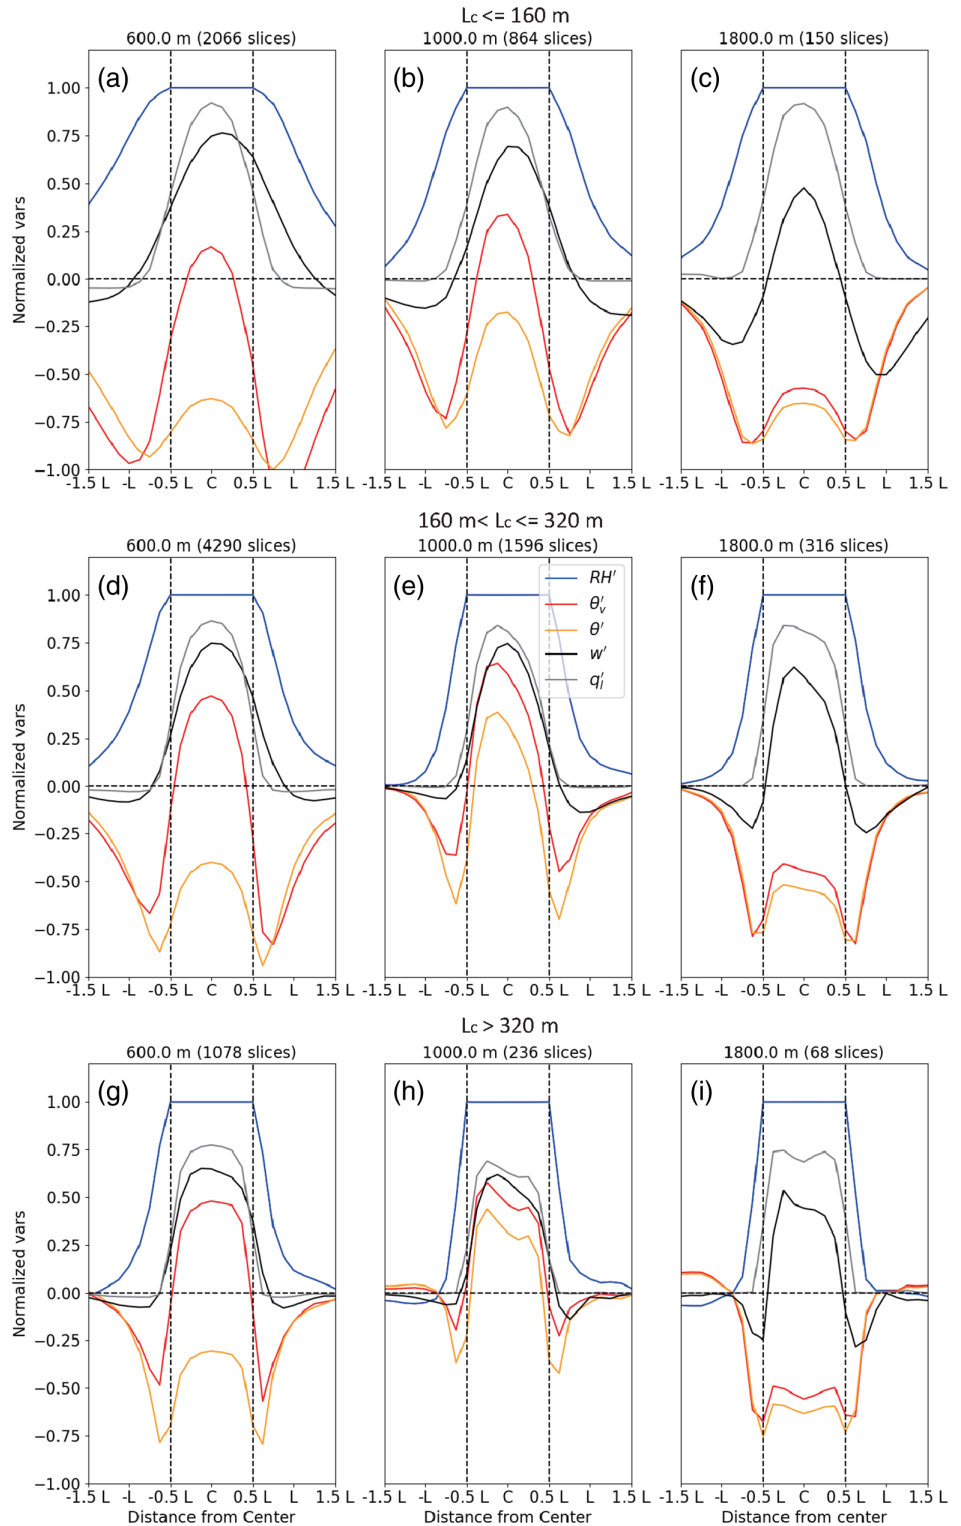 Lc <= 160 m
600.0 m (2066 slices)
1000.0 m (864 slices)
1800.0 m (150 slices)
(a)
(b)
(c)
1.00
0.75
0.50
0.25
0.00
−0.25
−0.50
−0.75
−1.00
Normalized vars
-1.5 L -L -0.5 L C 0.5 L L 1.5 L
-1.5 L -L -0.5 L C 0.5 L L 1.5 L
-1.5 L -L -0.5 L C 0.5 L L 1.5 L
160 m< Lc <= 320 m
600.0 m (4290 slices)
1000.0 m (1596 slices)
1800.0 m (316 slices)
(d)
(e)
(f)
RH′
θ′v
θ′
w′
q′l
1.00
0.75
0.50
0.25
0.00
−0.25
−0.50
−0.75
−1.00
Normalized vars
-1.5 L -L -0.5 L C 0.5 L L 1.5 L
-1.5 L -L -0.5 L C 0.5 L L 1.5 L
-1.5 L -L -0.5 L C 0.5 L L 1.5 L
Lc > 320 m
600.0 m (1078 slices)
1000.0 m (236 slices)
1800.0 m (68 slices)
(g)
(h)
(i)
1.00
0.75
0.50
0.25
0.00
−0.25
−0.50
−0.75
−1.00
Normalized vars
-1.5 L -L -0.5 L C 0.5 L L 1.5 L
-1.5 L -L -0.5 L C 0.5 L L 1.5 L
-1.5 L -L -0.5 L C 0.5 L L 1.5 L
Distance from Center
Distance from Center
Distance from Center